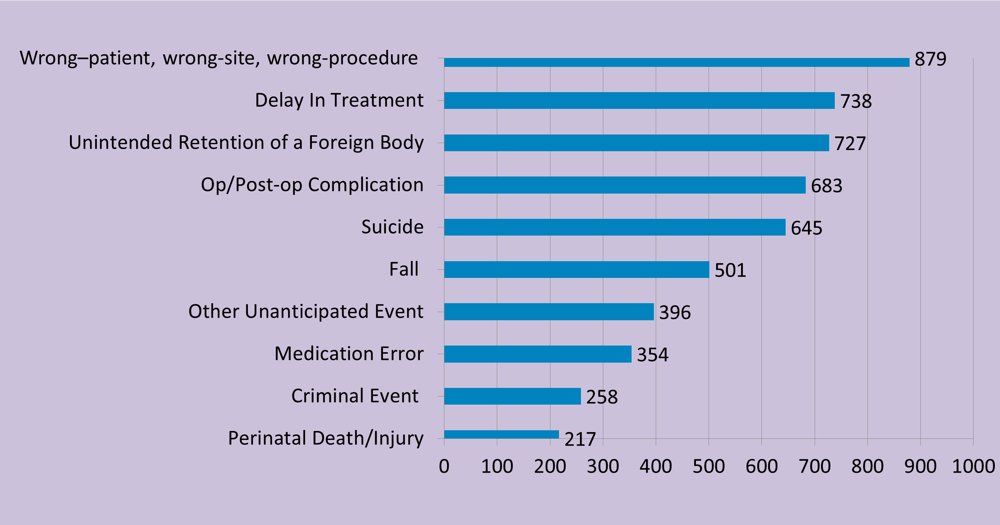 Wrong–patient, wrong-site, wrong-procedure 879
Delay In Treatment 738
Unintended Retention of a Foreign Body 727
Op/Post-op Complication 683
Suicide 645
Fall 501
Other Unanticipated Event 396
Medication Error 354
Criminal Event 258
Perinatal Death/Injury 217
0 100 200 300 400 500 600 700 800 900 1000